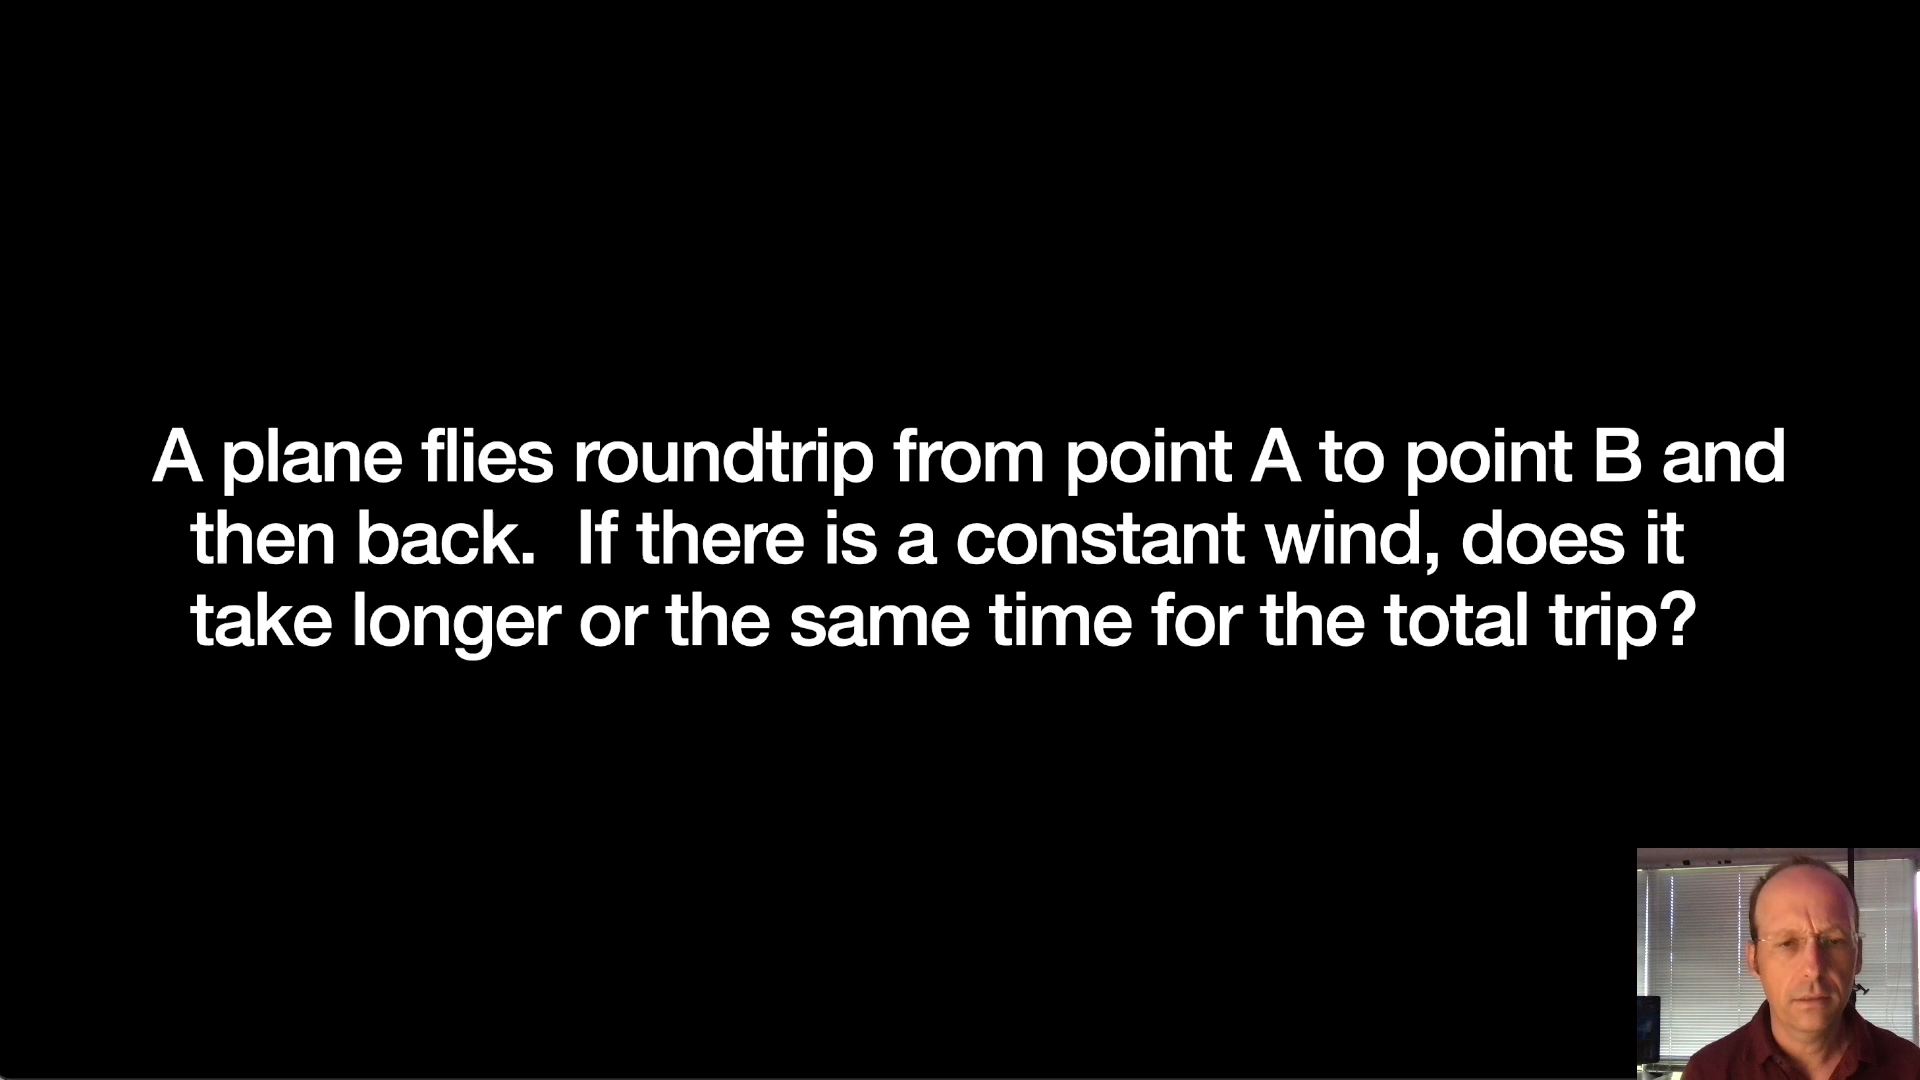 A plane flies roundtrip from point A to point B and
then back.  If there is a constant wind, does it
take longer or the same time for the total trip?